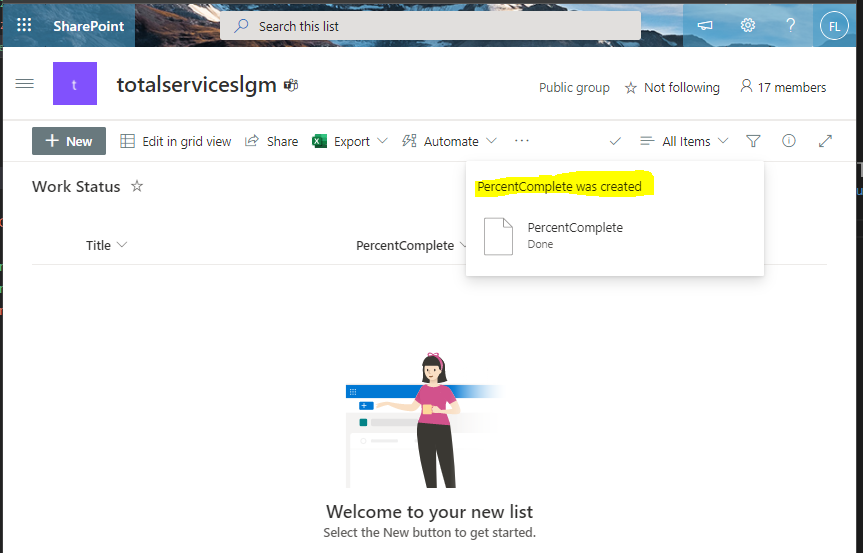 SharePoint
Search this list
?
FL
t
totalserviceslgm
Public group
Not following
17 members
+ New
Edit in grid view
Share
Export
Automate
...
All Items
Work Status
PercentComplete was created
PercentComplete
Done
Title
PercentComplete
Welcome to your new list
Select the New button to get started.